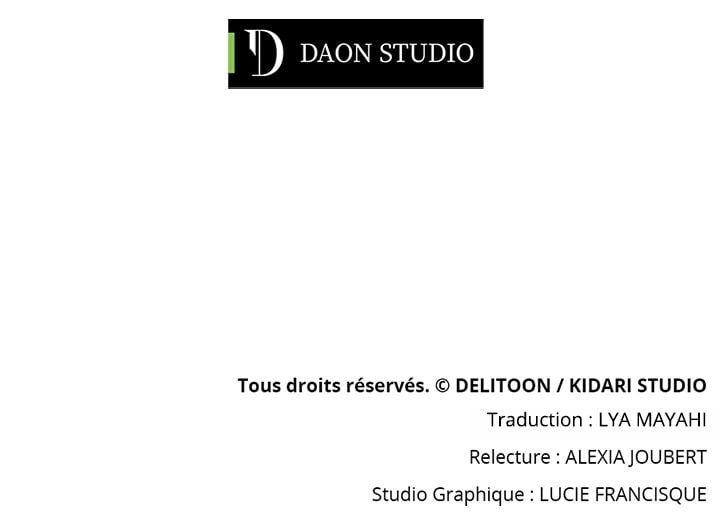 DAON STUDIO
Tous droits réservés. © DELITOON / KIDARI STUDIO
Traduction : LYA MAYAHI
Relecture : ALEXIA JOUBERT
Studio Graphique : LUCIE FRANCISQUE